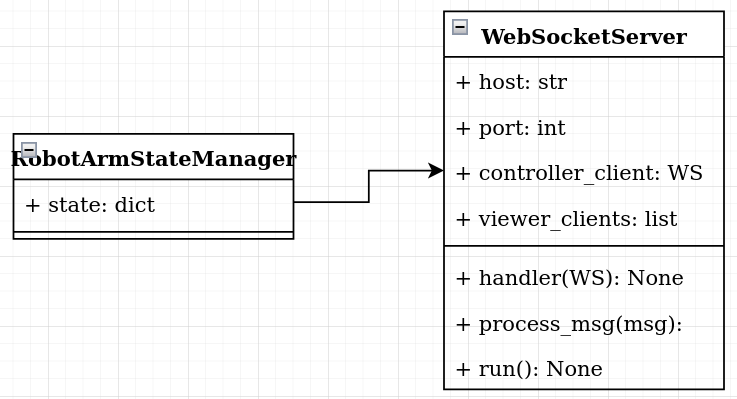 RobotArmStateManager
+ state: dict
WebSocketServer
+ host: str
+ port: int
+ controller_client: WS
+ viewer_clients: list
+ handler(WS): None
+ process_msg(msg):
+ run(): None